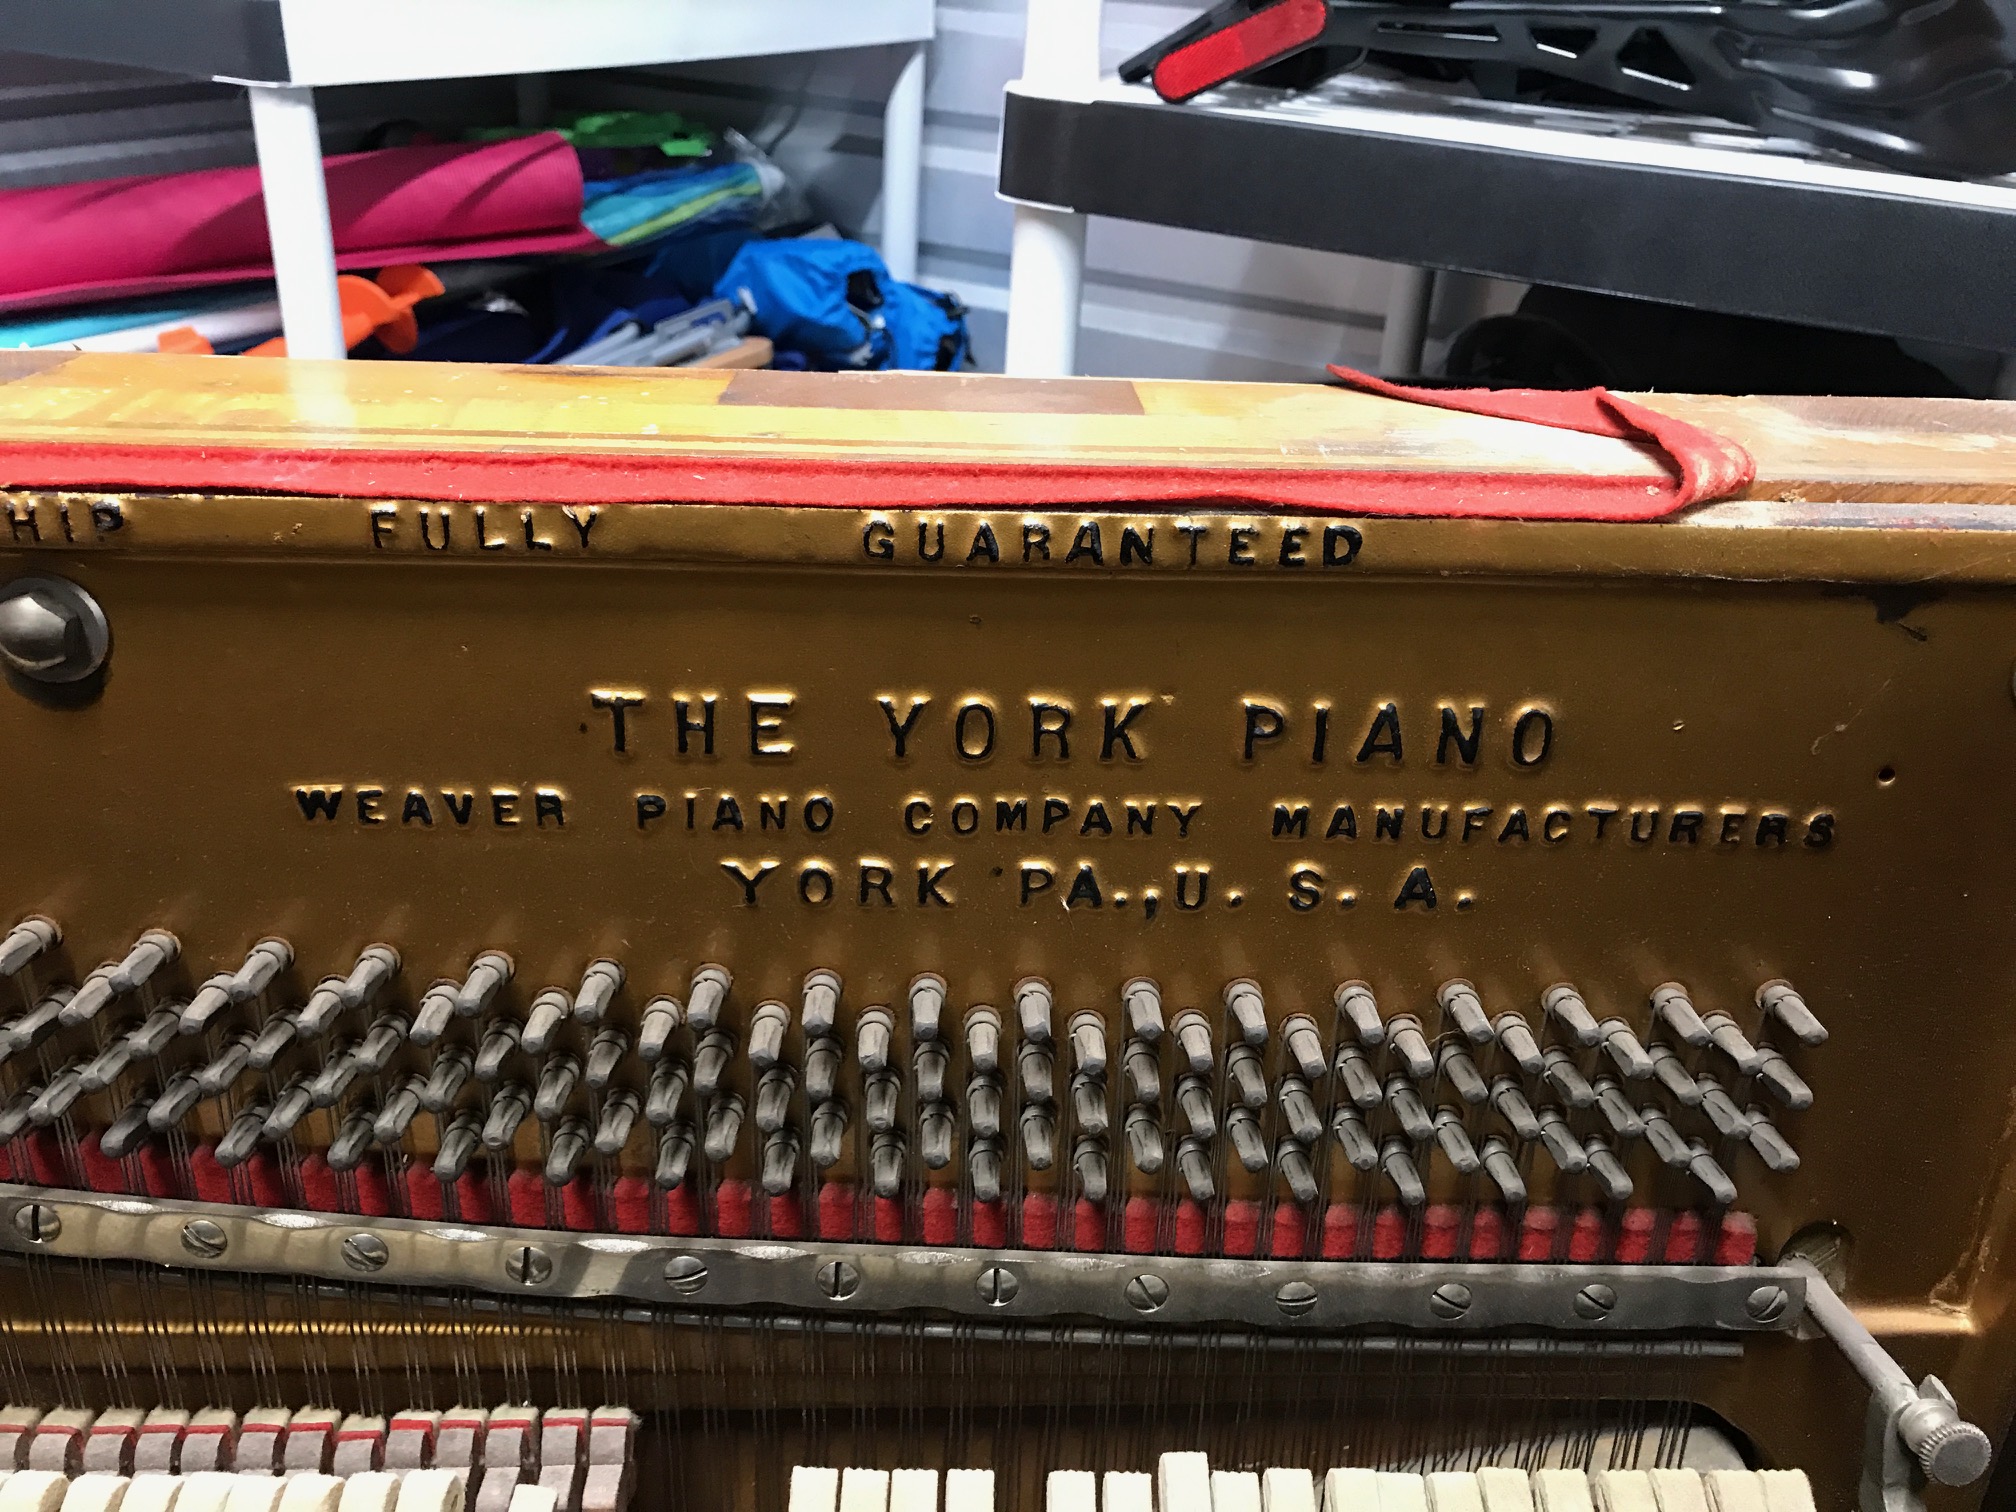 HIP FULLY GUARANTEED
THE YORK PIANO
WEAVER PIANO COMPANY MANUFACTURERS
YORK PA., U. S. A.